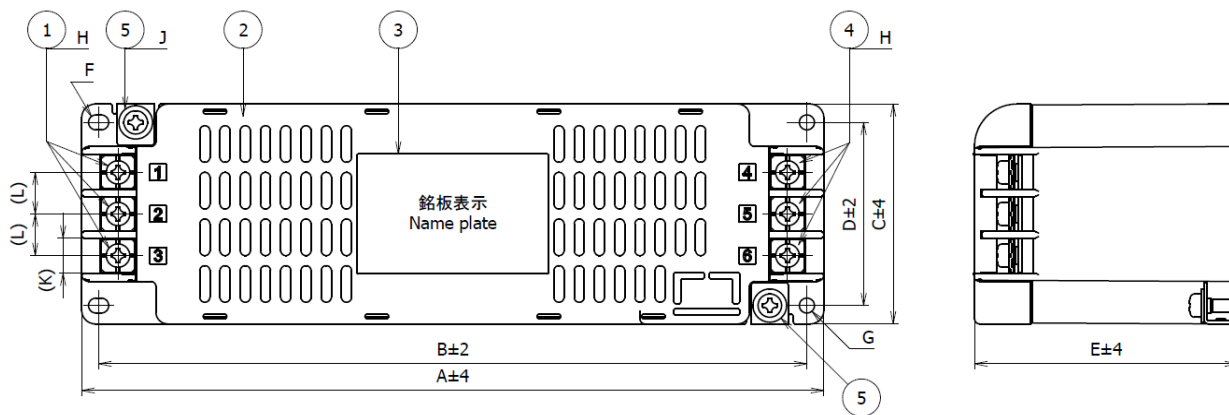 1 H 5 J 2 3 4 H
F
1 4
2 5
3 6
(L)
(L)
(K)
銘板表示
Name plate
D±2
C±4
G
B±2
A±4
5
E±4